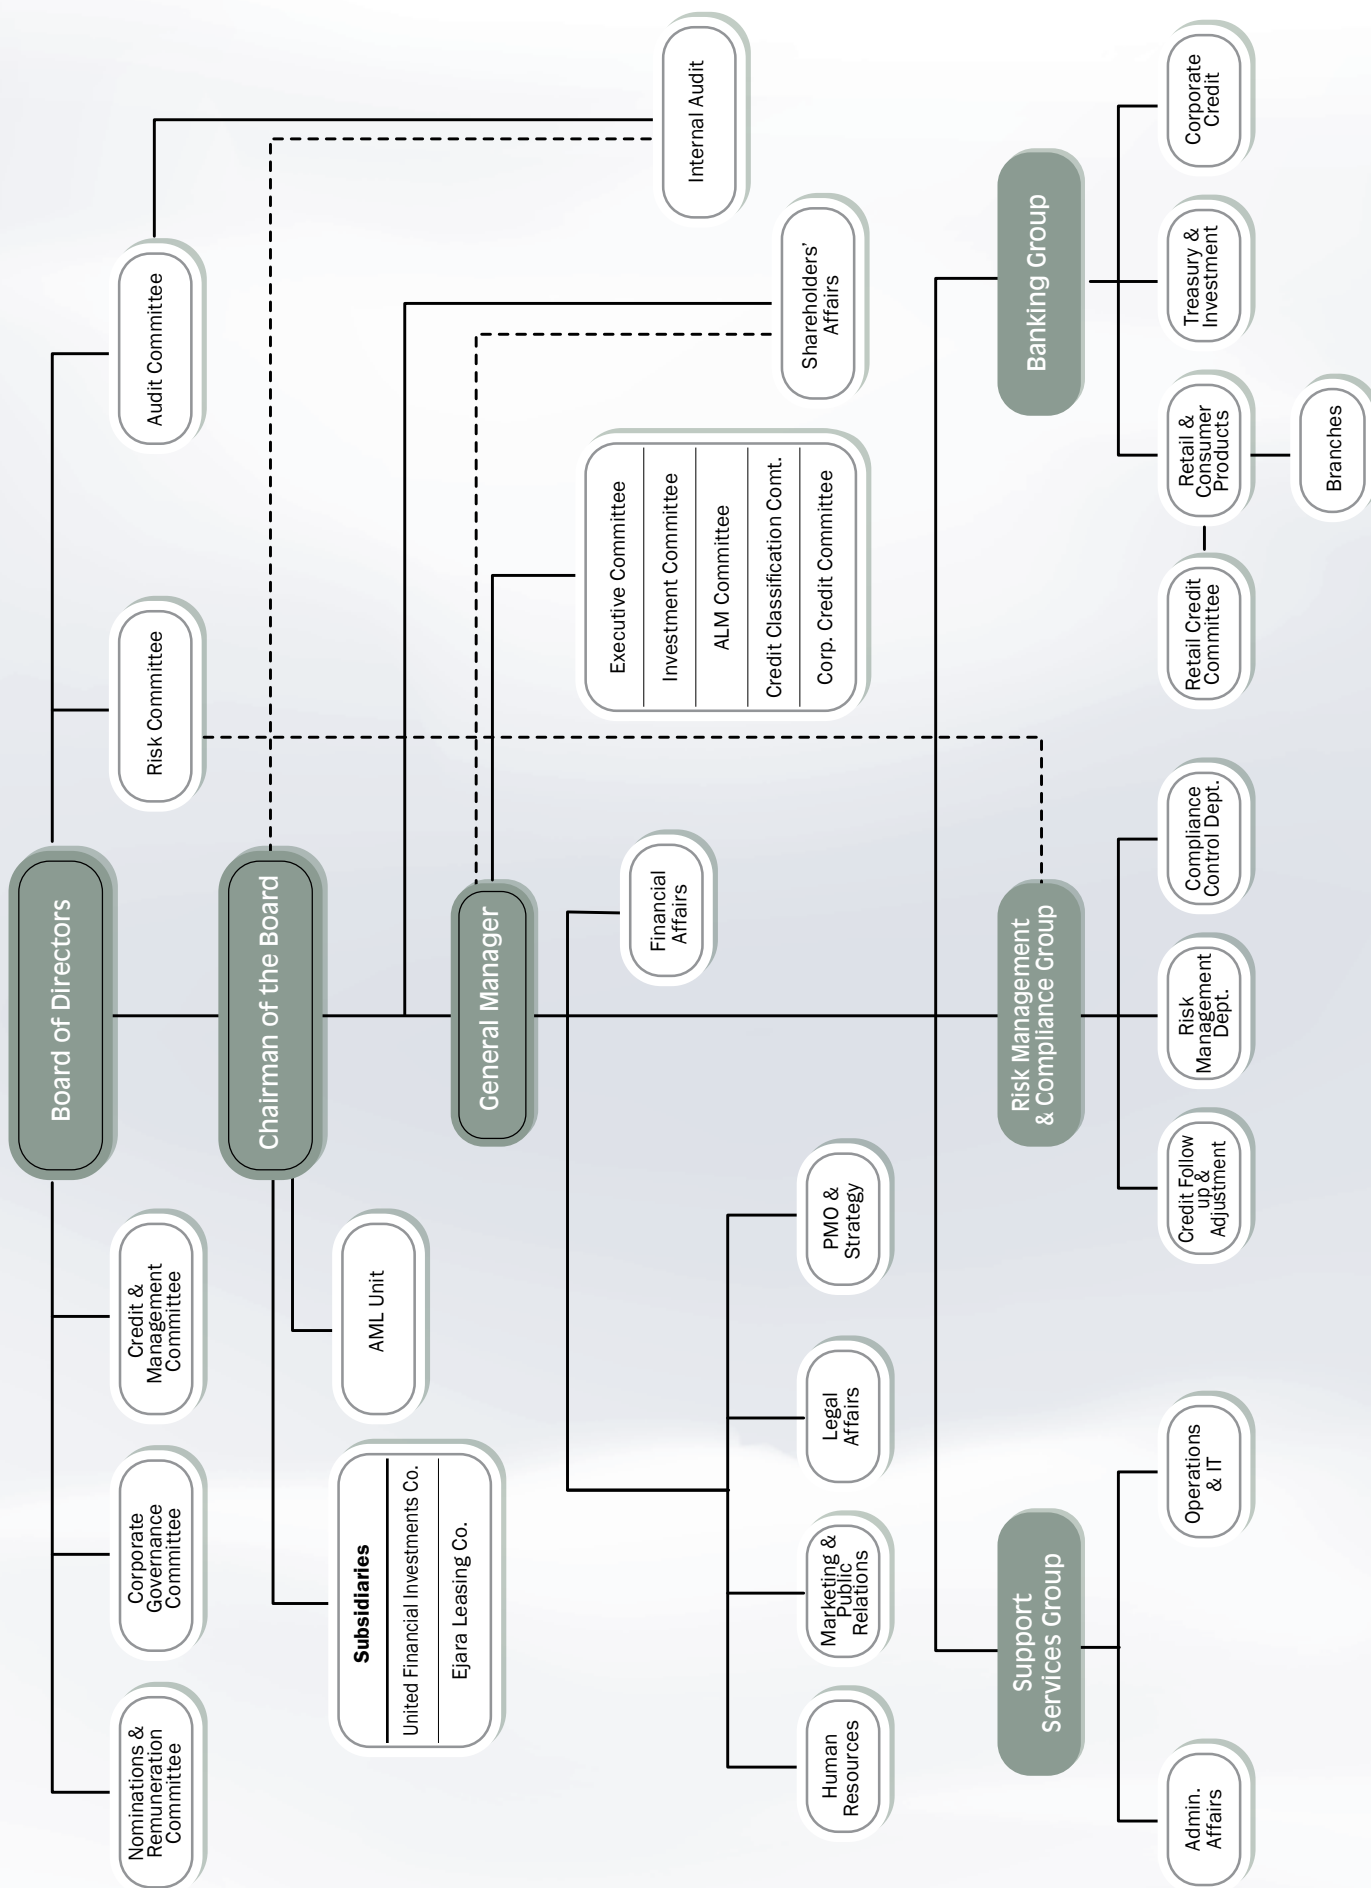 Board of Directors
Nominations &
Remuneration
Committee
Corporate
Governance
Committee
Credit &
Management
Committee
Risk Committee
Audit Committee
Chairman of the Board
Subsidiaries
United Financial Investments Co.
Ejara Leasing Co.
AML Unit
General Manager
Executive Committee
Investment Committee
ALM Committee
Credit Classification Comt.
Corp. Credit Committee
Internal Audit
Shareholders’
Affairs
Financial
Affairs
Human
Resources
Marketing &
Public
Relations
Legal
Affairs
PMO &
Strategy
Support
Services Group
Risk Management
& Compliance Group
Banking Group
Admin.
Affairs
Operations
& IT
Credit Follow
up &
Adjustment
Risk
Management
Dept.
Compliance
Control Dept.
Retail Credit
Committee
Retail &
Consumer
Products
Treasury &
Investment
Corporate
Credit
Branches